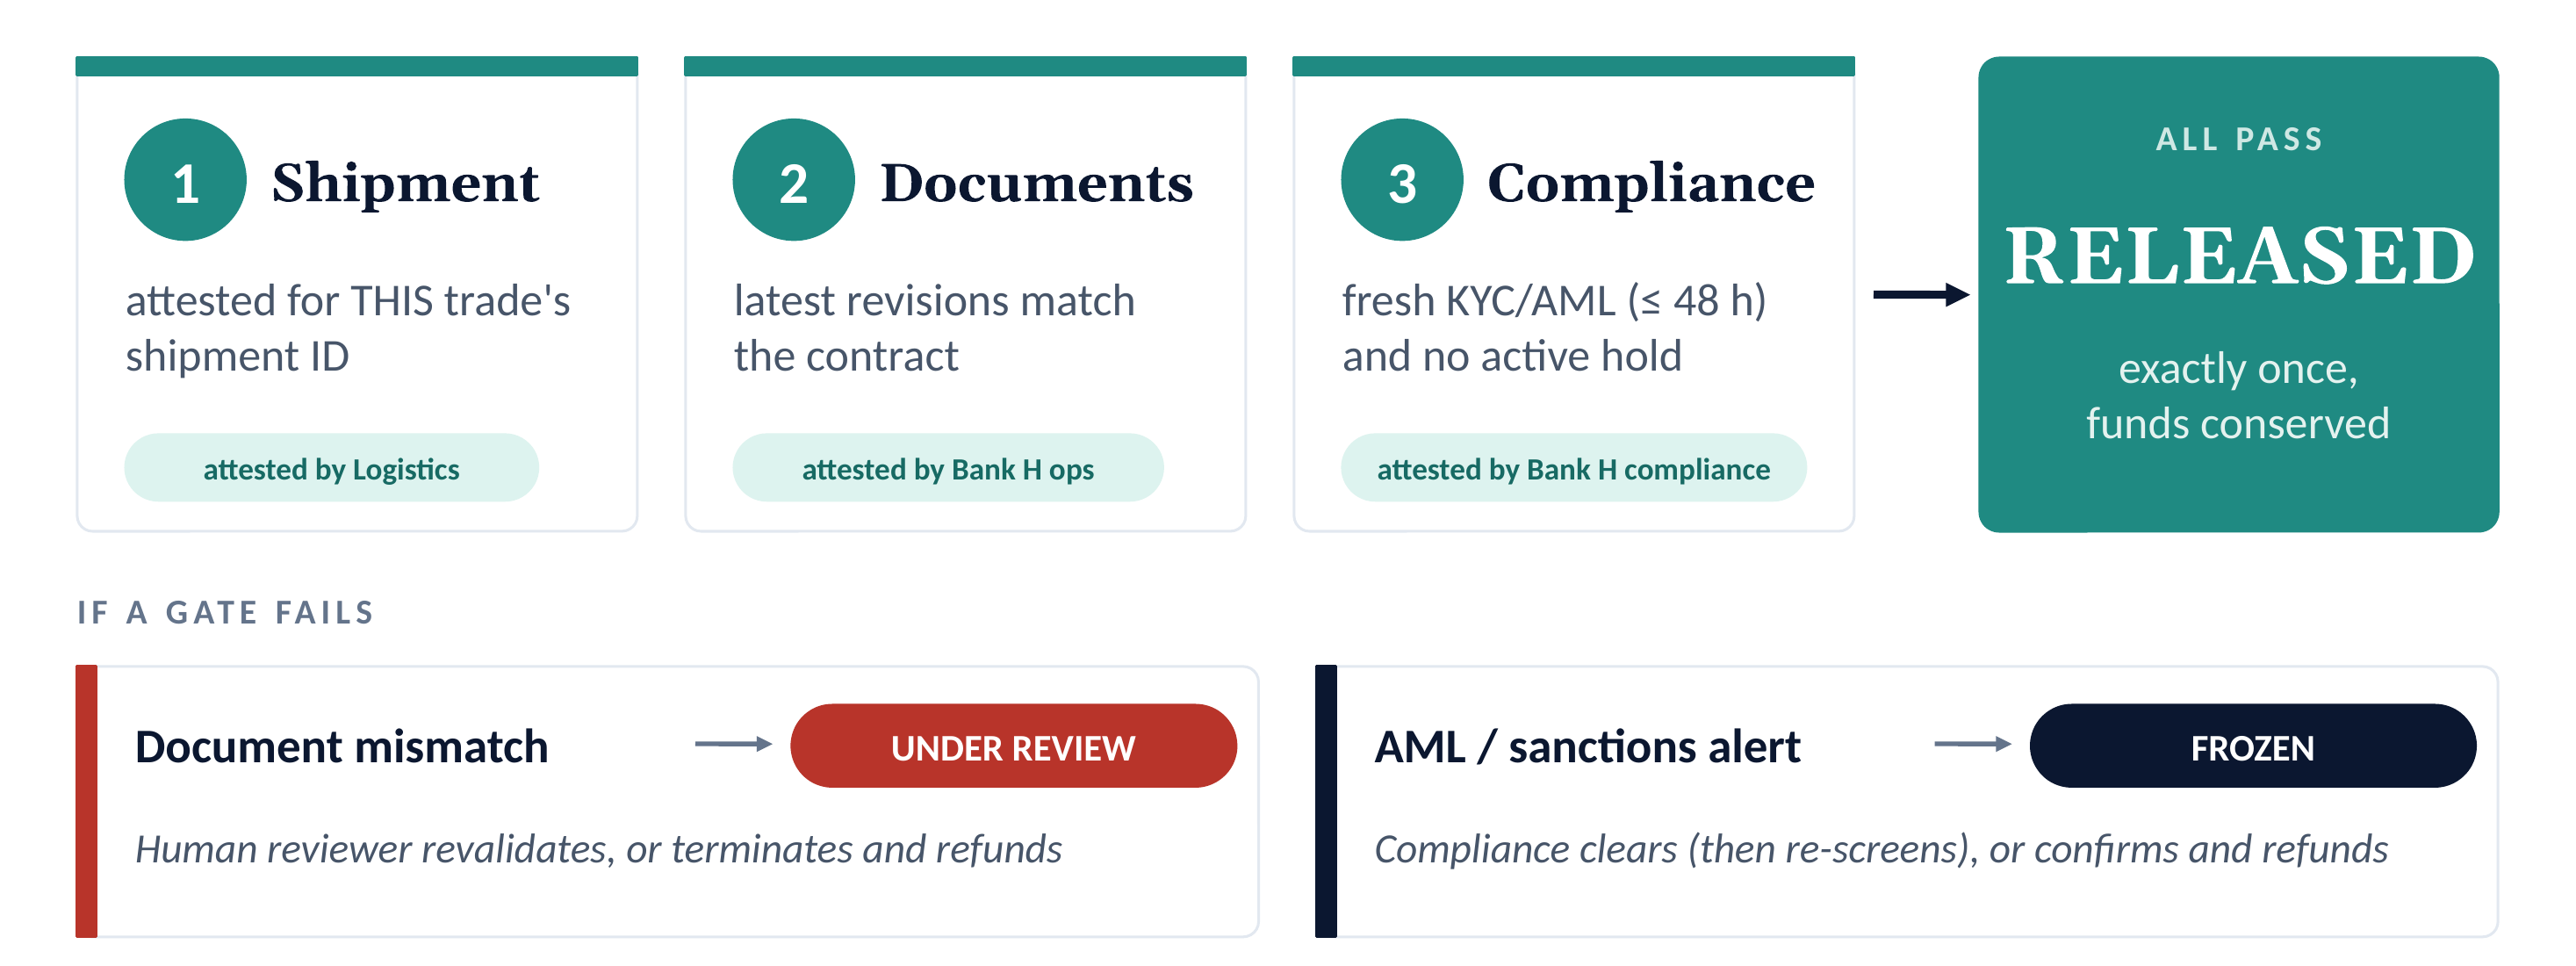 1 Shipment
attested for THIS trade's
shipment ID
attested by Logistics
2 Documents
latest revisions match
the contract
attested by Bank H ops
3 Compliance
fresh KYC/AML (≤ 48 h)
and no active hold
attested by Bank H compliance
ALL PASS
RELEASED
exactly once,
funds conserved
IF A GATE FAILS
Document mismatch
UNDER REVIEW
Human reviewer revalidates, or terminates and refunds
AML / sanctions alert
FROZEN
Compliance clears (then re-screens), or confirms and refunds